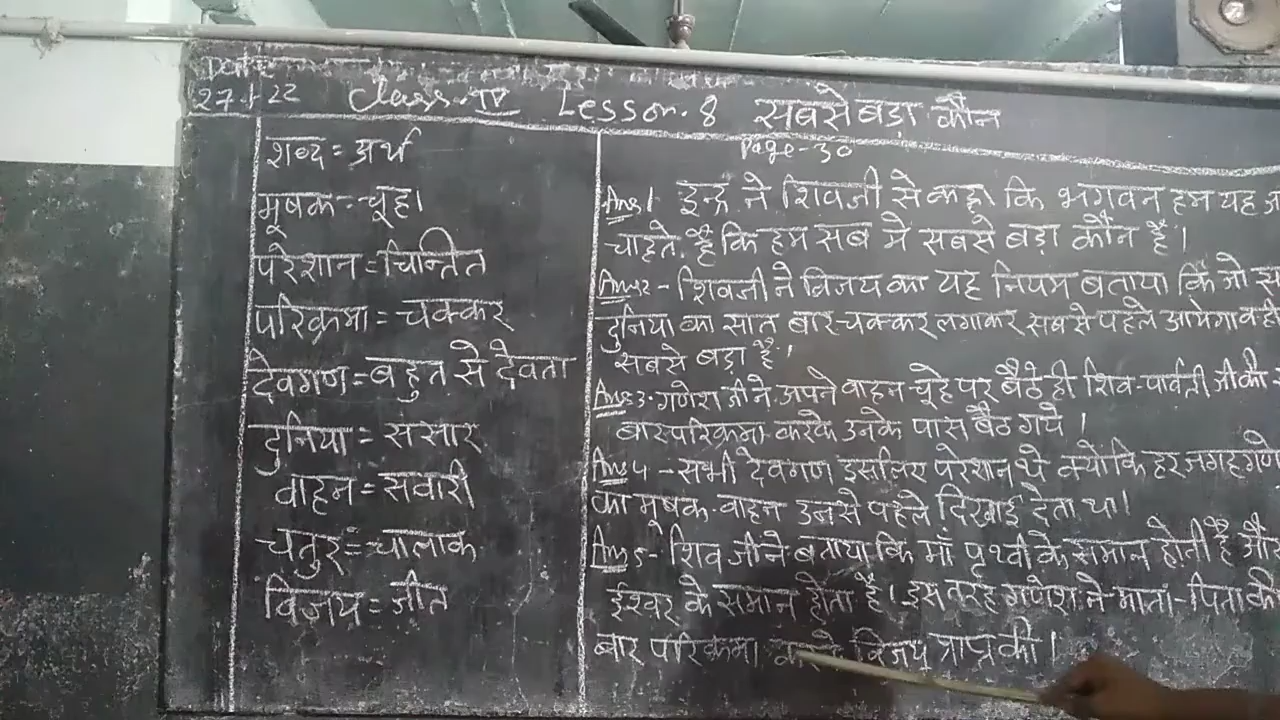 Date
27-1-22 Class-IV Lesson.8 सबसे बड़ा कौन
शब्द = अर्थ
मूषक = चूहा
परेशान = चिन्तित
परिक्रमा = चक्कर
देवगण = बहुत से देवता
दुनिया = संसार
वाहन = सवारी
चतुर = चालाक
विजय = जीत
Page-30
Ans1 इन्द्र ने शिवजी से कहा कि भगवन हम यह
चाहते है कि हम सब मे सबसे बड़ा कौन है।
Ans2 - शिवजी ने विजय का यह नियम बताया कि जो
दुनिया का सात बार चक्कर लगाकर सबसे पहले आयेगा वही
सबसे बड़ा है।
Ans3. गणेश जी ने अपने वाहन चूहे पर बैठे ही शिव-पार्वती जी की
बार परिक्रमा करके उनके पास बैठ गये।
Ans4 - सभी देवगण इसलिए परेशान थे क्योकि हर जगह
का मूषक वाहन उनसे पहले दिखाई देता था।
Ans5 - शिव जी ने बताया कि माँ पृथ्वी के समान होती है और
ईश्वर के समान होता है। इस तरह गणेश ने माता-पिता की
बार परिक्रमा करके विजय प्राप्त की।